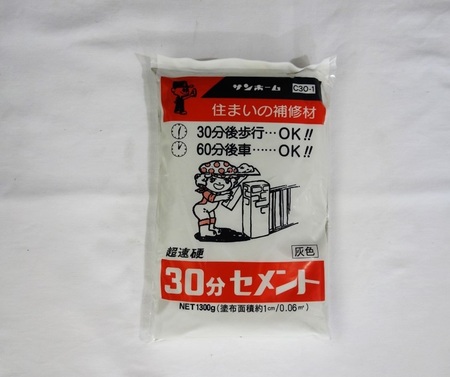 サンホーム C30-1
住まいの補修材
30分後歩行…OK!!
60分後車……OK!!
超速硬 灰色
30分セメント
NET1300g(塗布面積約1cm/0.06㎡)